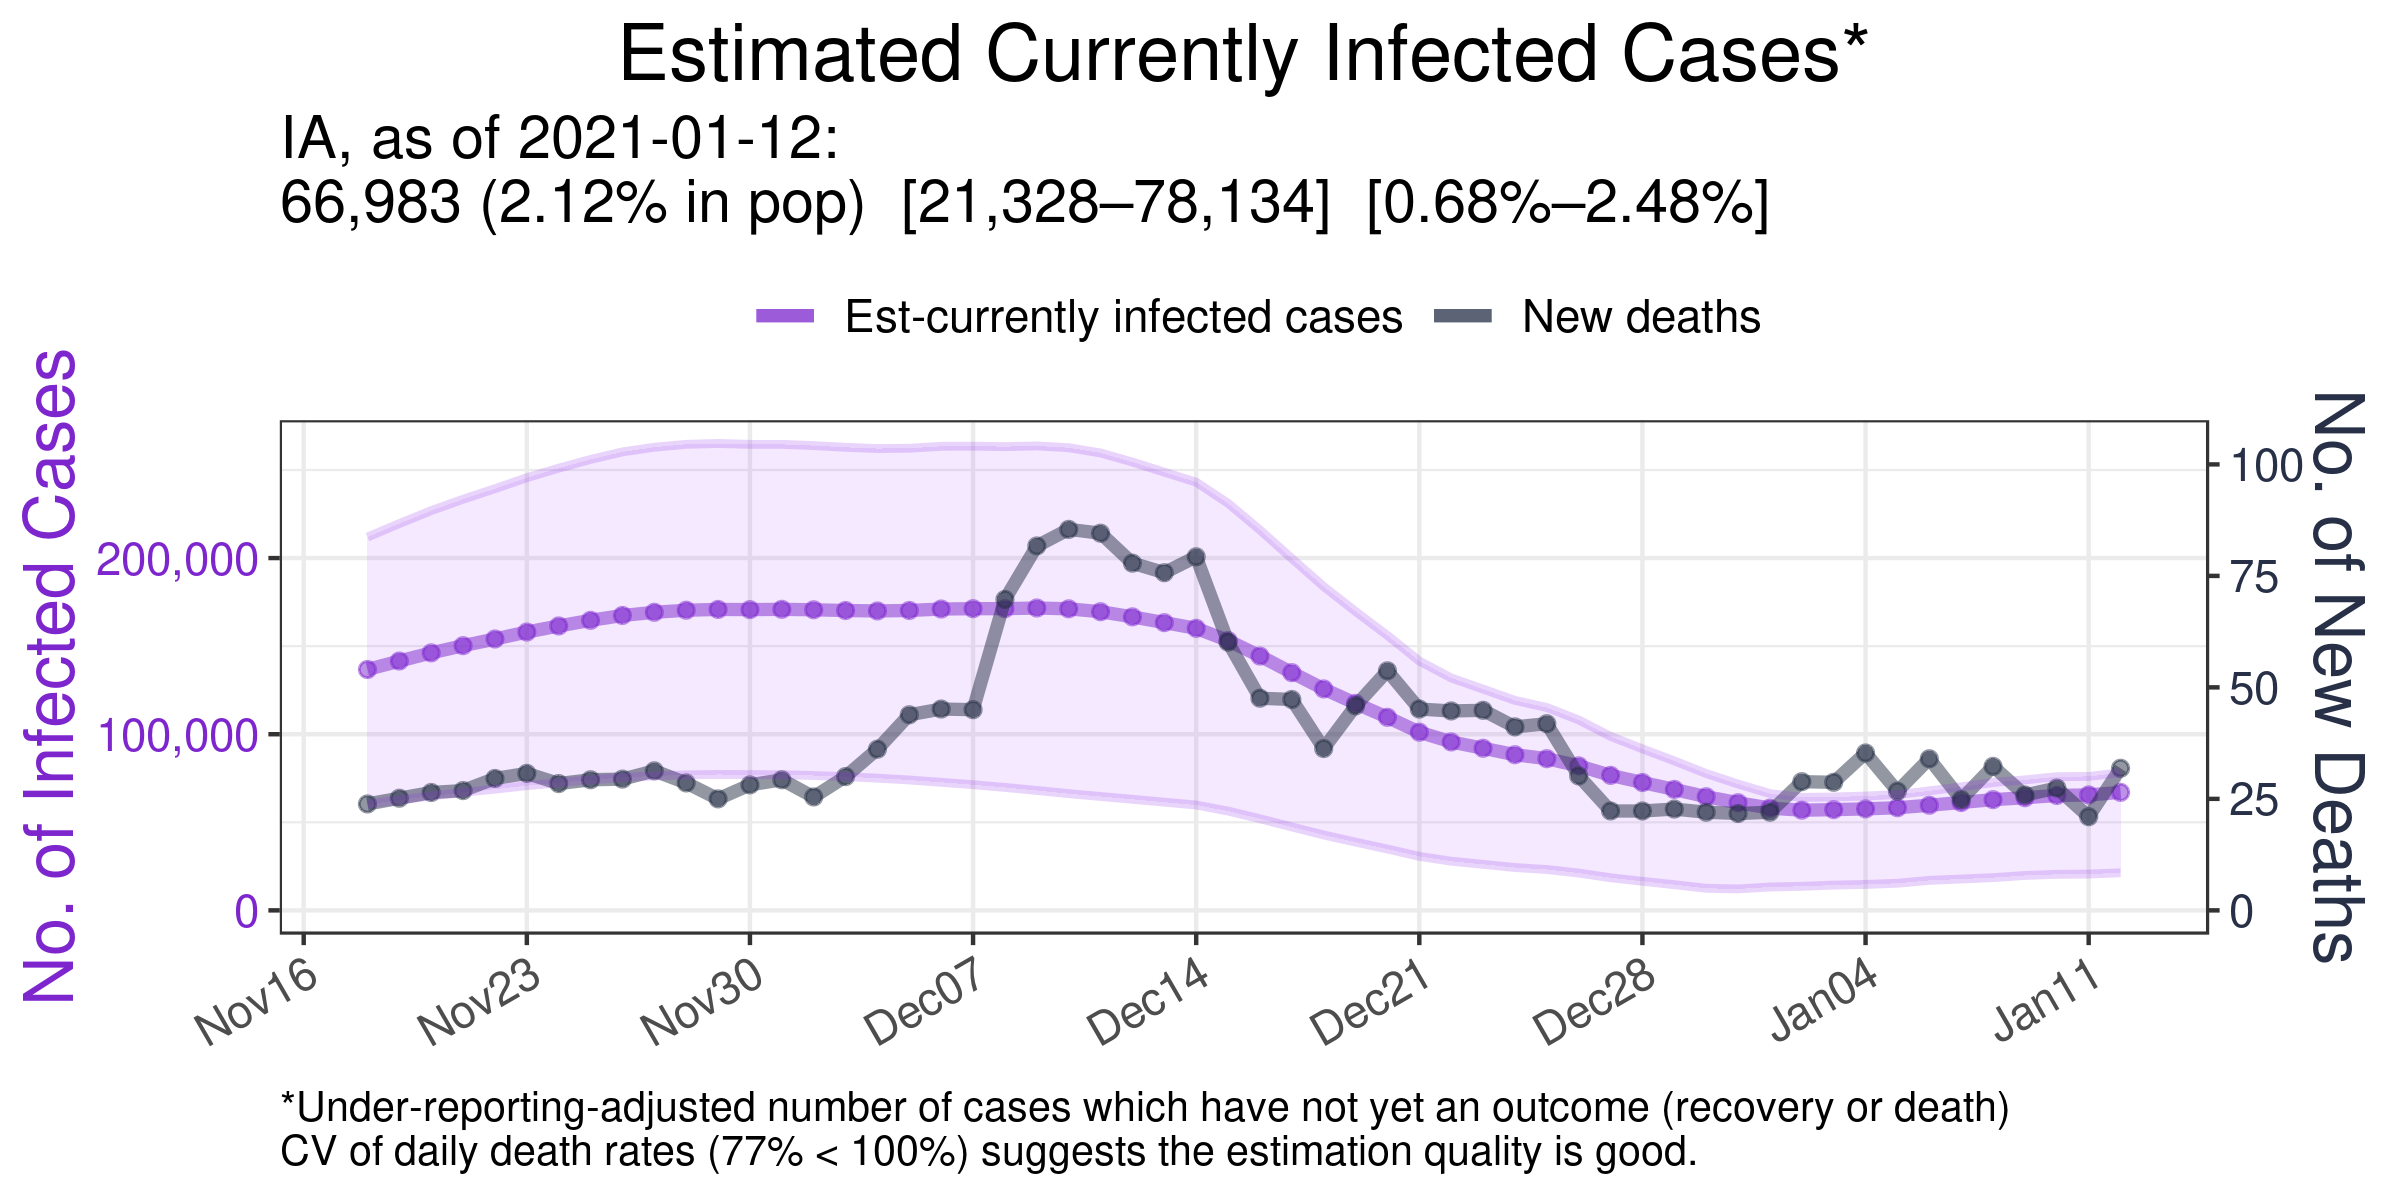 Estimated Currently Infected Cases*
IA, as of 2021-01-12:
66,983 (2.12% in pop)  [21,328–78,134]  [0.68%–2.48%]
Est-currently infected cases
New deaths
No. of Infected Cases
200,000
100,000
0
100
75
50
25
0
No. of New Deaths
Nov16
Nov23
Nov30
Dec07
Dec14
Dec21
Dec28
Jan04
Jan11
*Under-reporting-adjusted number of cases which have not yet an outcome (recovery or death)
CV of daily death rates (77% < 100%) suggests the estimation quality is good.